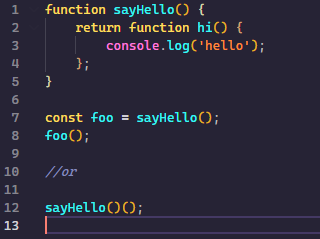 1 function sayHello() {
2     return function hi() {
3         console.log('hello');
4     };
5 }
6
7 const foo = sayHello();
8 foo();
9
10 //or
11
12 sayHello()();
13